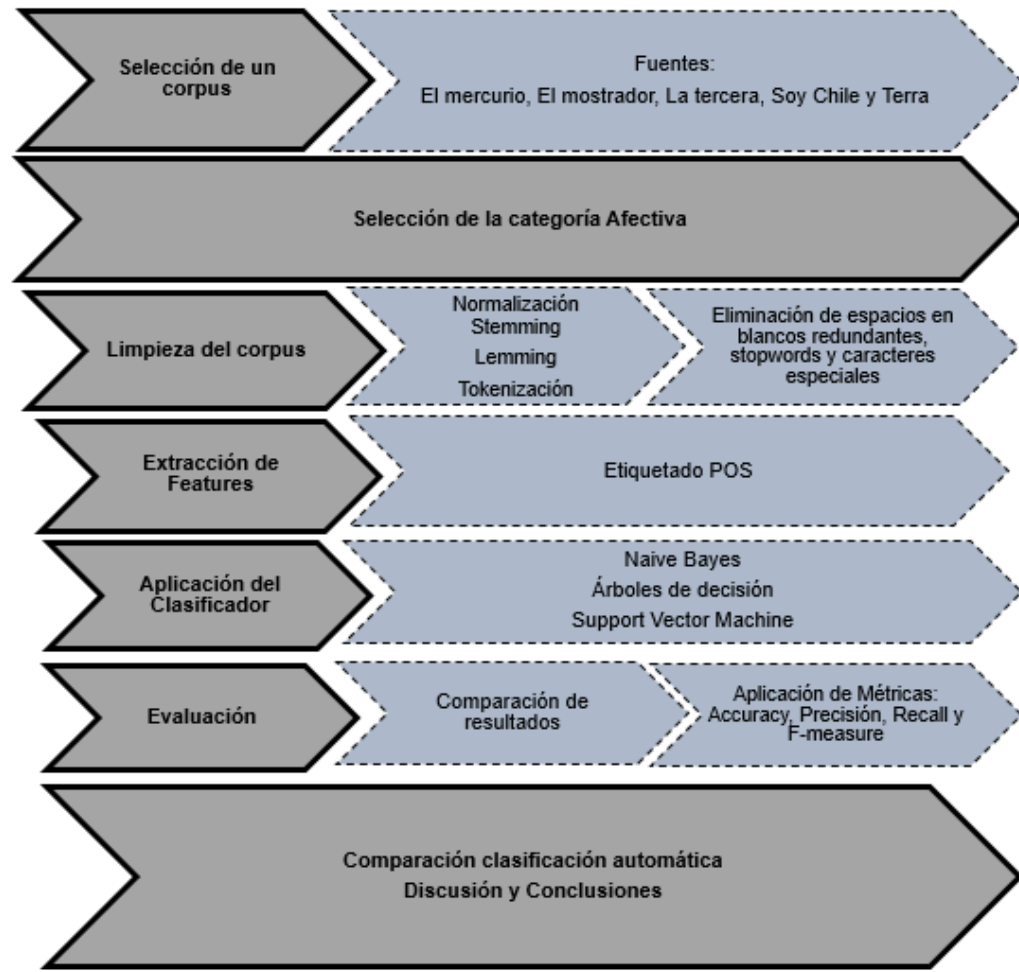 Selección de un
corpus
Fuentes:
El mercurio, El mostrador, La tercera, Soy Chile y Terra
Selección de la categoría Afectiva
Limpieza del corpus
Normalización
Stemming
Lemming
Tokenización
Eliminación de espacios en
blancos redundantes,
stopwords y caracteres
especiales
Extracción de
Features
Etiquetado POS
Aplicación del
Clasificador
Naive Bayes
Árboles de decisión
Support Vector Machine
Evaluación
Comparación de
resultados
Aplicación de Métricas:
Accuracy, Precisión, Recall y
F-measure
Comparación clasificación automática
Discusión y Conclusiones